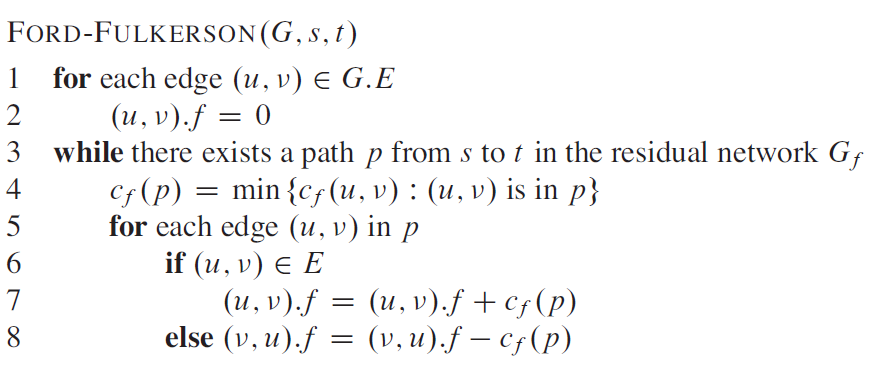 FORD-FULKERSON(G, s, t)
1 for each edge (u, v) ∈ G.E
2 (u, v).f = 0
3 while there exists a path p from s to t in the residual network G_f
4 c_f(p) = min {c_f(u, v) : (u, v) is in p}
5 for each edge (u, v) in p
6 if (u, v) ∈ E
7 (u, v).f = (u, v).f + c_f(p)
8 else (v, u).f = (v, u).f − c_f(p)